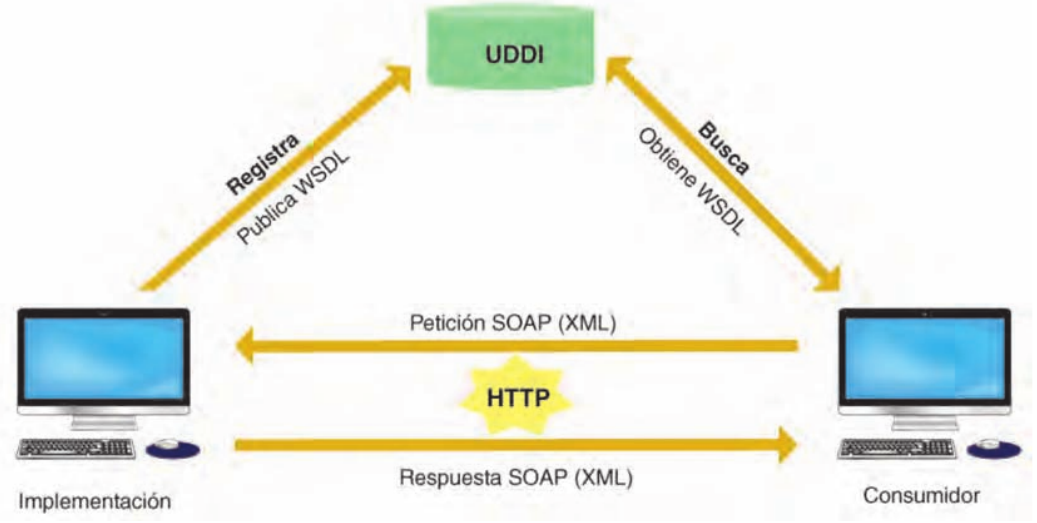 UDDI
Registra
Publica WSDL
Busca
Obtiene WSDL
Petición SOAP (XML)
HTTP
Respuesta SOAP (XML)
Implementación
Consumidor